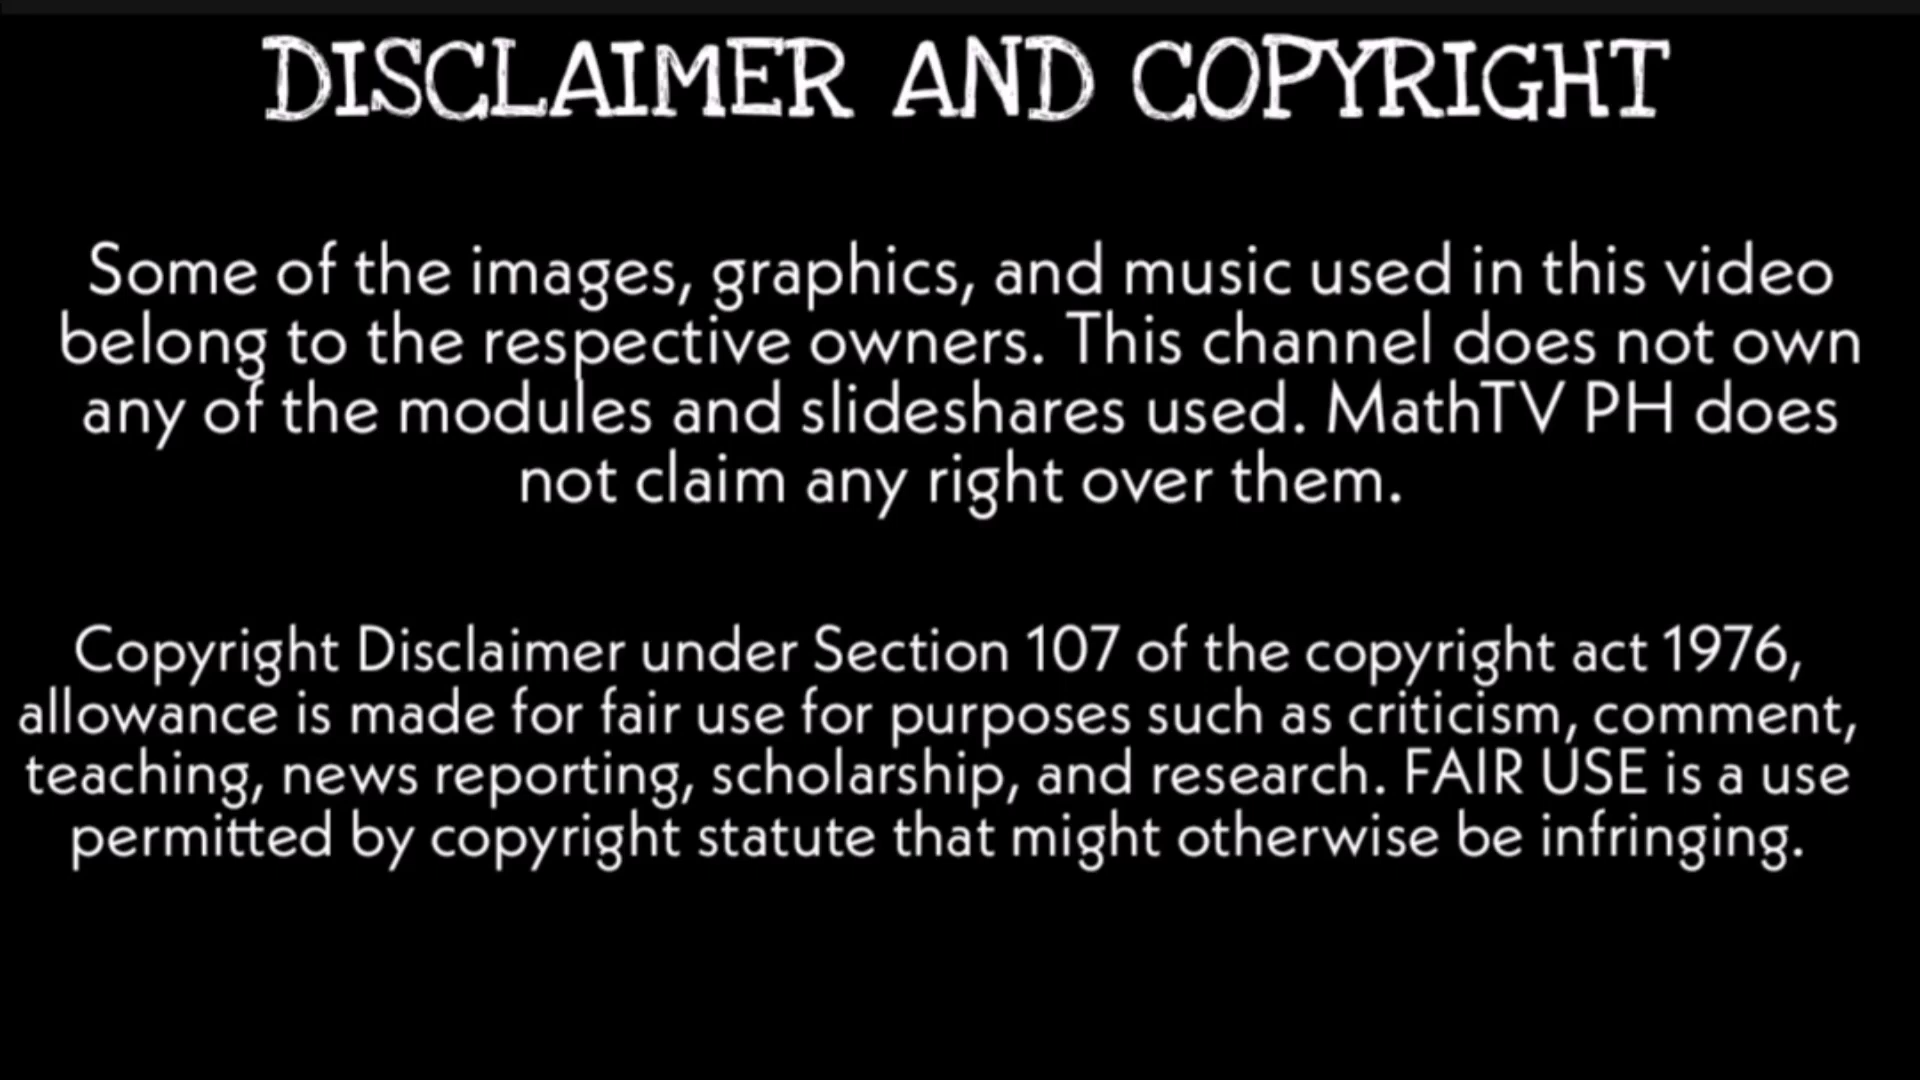 DISCLAIMER AND COPYRIGHT
Some of the images, graphics, and music used in this video
belong to the respective owners. This channel does not own
any of the modules and slideshares used. MathTV PH does
not claim any right over them.
Copyright Disclaimer under Section 107 of the copyright act 1976,
allowance is made for fair use for purposes such as criticism, comment,
teaching, news reporting, scholarship, and research. FAIR USE is a use
permitted by copyright statute that might otherwise be infringing.